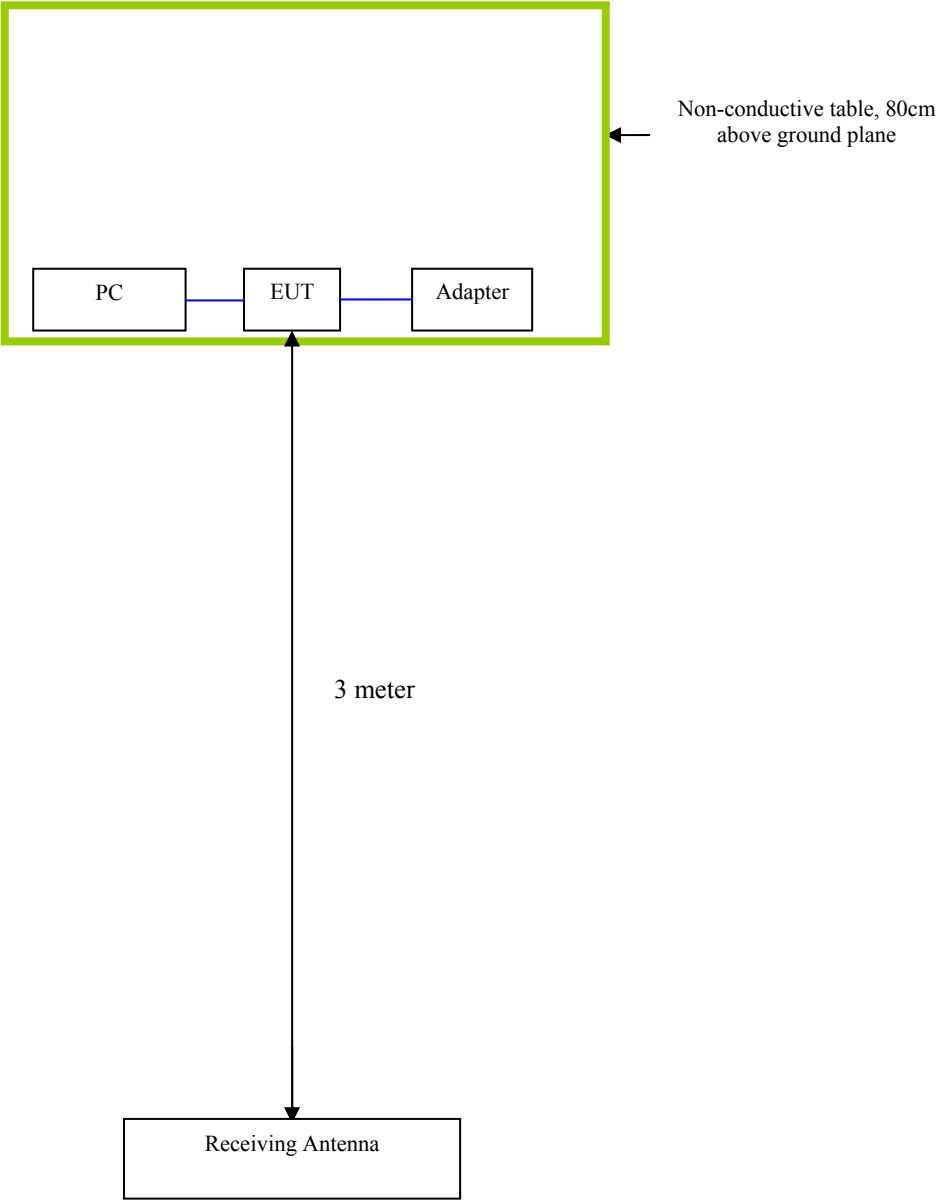 Non-conductive table, 80cm
above ground plane
PC
EUT
Adapter
3 meter
Receiving Antenna